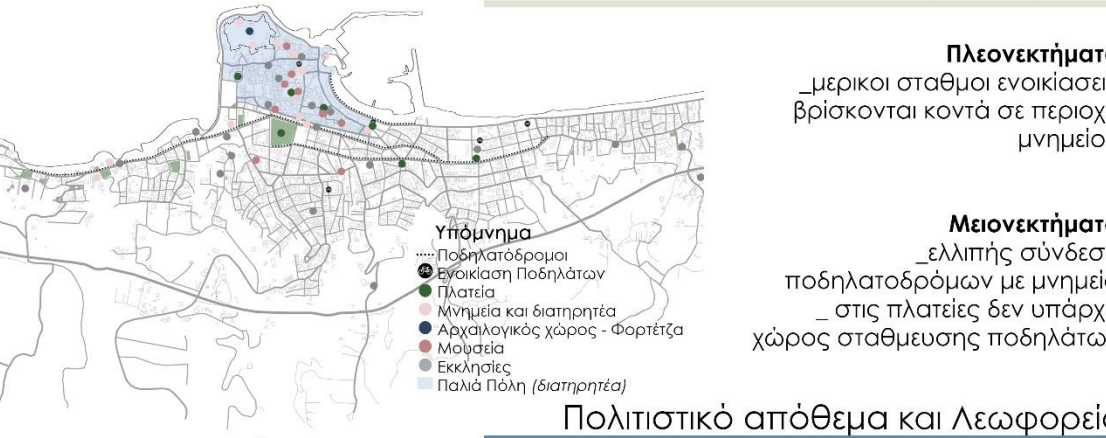 Πλεονεκτήματα
_μερικοι σταθμοι ενοικίασει
βρίσκονται κοντά σε περιοχ
μνημείο
Μειονεκτήματα
_ελλιπής σύνδεσ
ποδηλατοδρόμων με μνημεί
_ στις πλατείες δεν υπάρχ
χώρος σταθμευσης ποδηλάτω
Υπόμνημα
Ποδηλατόδρομοι
Ενοικίαση Ποδηλάτων
Πλατεία
Μνημεία και διατηρητέα
Αρχαιλογικός χώρος - Φορτέτζα
Μουσεία
Εκκλησίες
Παλιά Πόλη (διατηρητέα)
Πολιτιστικό απόθεμα και Λεωφορεία